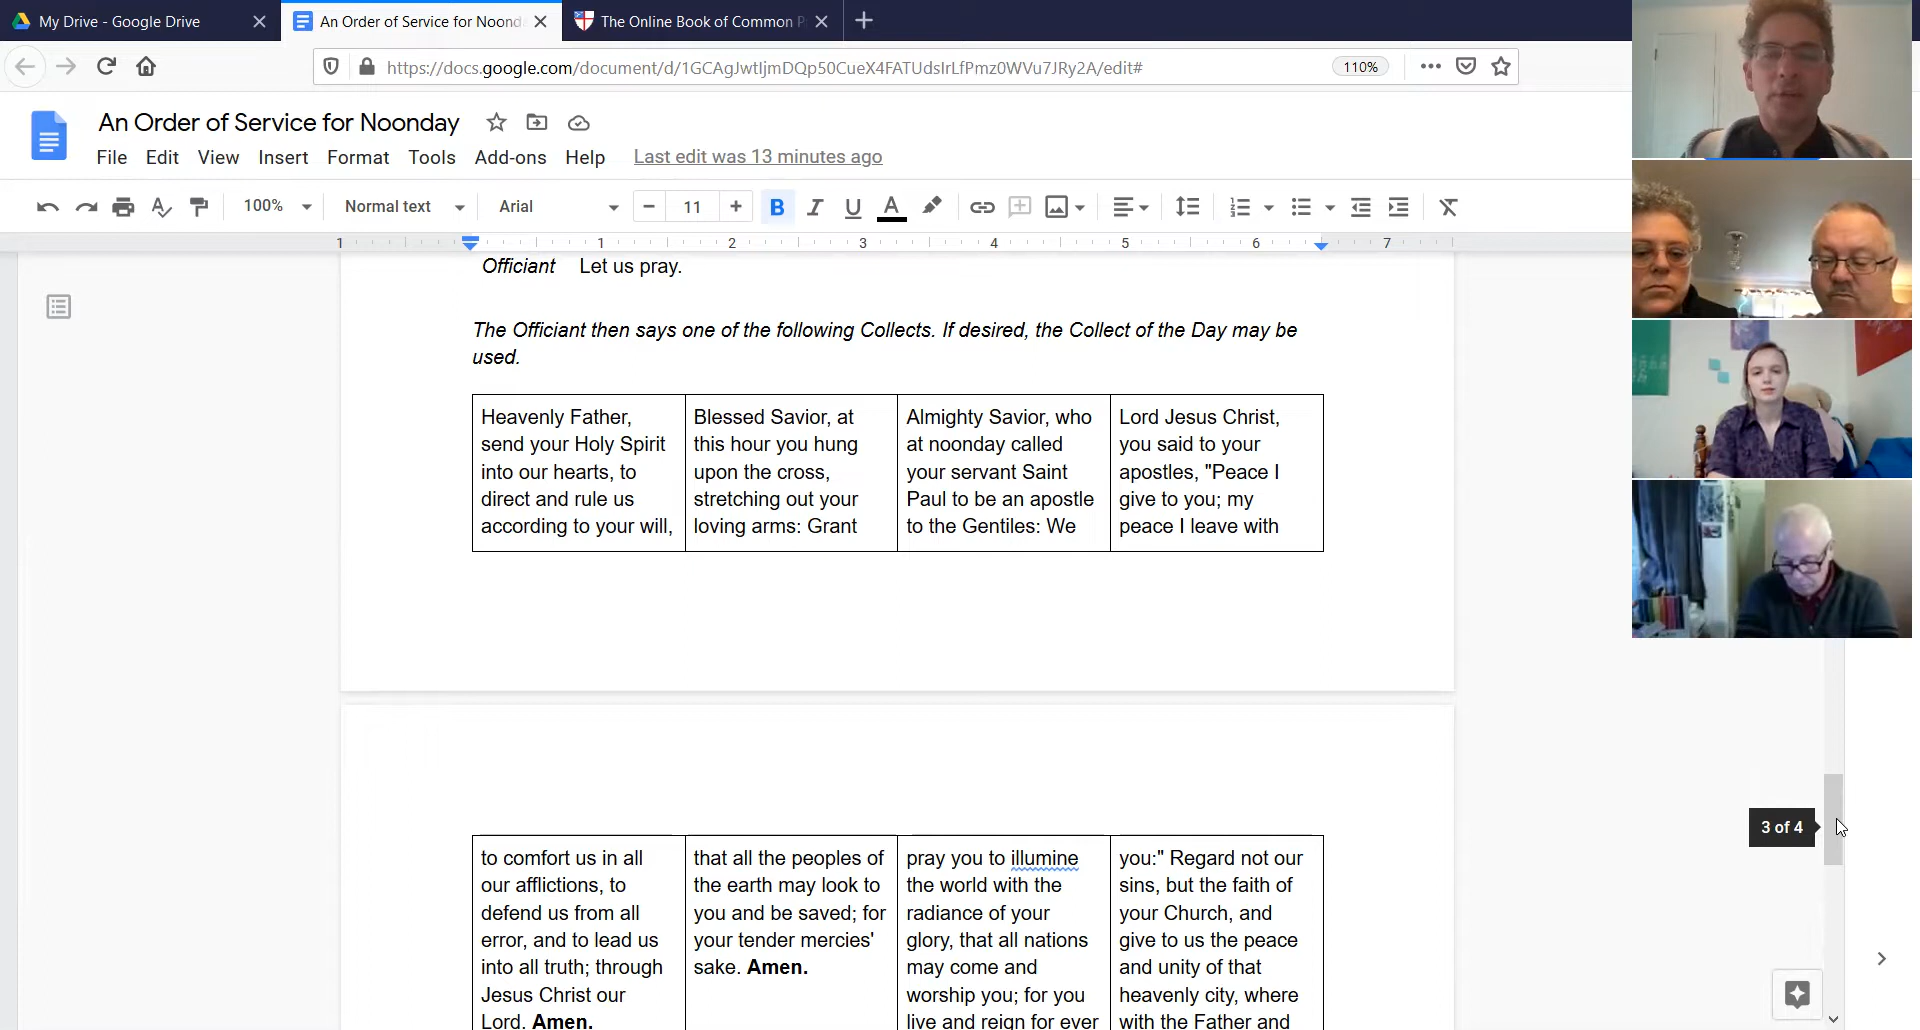 My Drive - Google Drive
An Order of Service for Noond
The Online Book of Common P
https://docs.google.com/document/d/1GCAgJwtIjmDQp50CueX4FATUdsIrLfPmz0WVu7JRy2A/edit#
110%
An Order of Service for Noonday
File Edit View Insert Format Tools Add-ons Help Last edit was 13 minutes ago
100% Normal text Arial 11 B I U A
1 1 2 3 4 5 6 7
Officiant Let us pray.
The Officiant then says one of the following Collects. If desired, the Collect of the Day may be
used.
Heavenly Father,
send your Holy Spirit
into our hearts, to
direct and rule us
according to your will,
Blessed Savior, at
this hour you hung
upon the cross,
stretching out your
loving arms: Grant
Almighty Savior, who
at noonday called
your servant Saint
Paul to be an apostle
to the Gentiles: We
Lord Jesus Christ,
you said to your
apostles, "Peace I
give to you; my
peace I leave with
to comfort us in all
our afflictions, to
defend us from all
error, and to lead us
into all truth; through
Jesus Christ our
Lord. Amen.
that all the peoples of
the earth may look to
you and be saved; for
your tender mercies'
sake. Amen.
pray you to illumine
the world with the
radiance of your
glory, that all nations
may come and
worship you; for you
live and reign for ever
you:" Regard not our
sins, but the faith of
your Church, and
give to us the peace
and unity of that
heavenly city, where
with the Father and
3 of 4